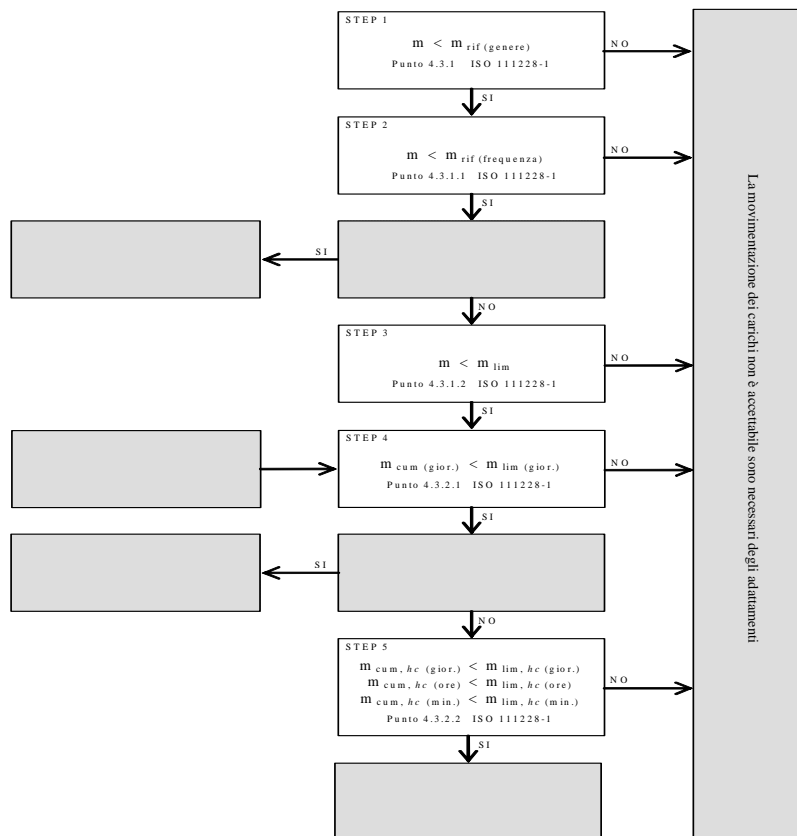 STEP 1
m < m rif (genere)
Punto 4.3.1 ISO 111228-1
NO
SI
STEP 2
m < m rif (frequenza)
Punto 4.3.1.1 ISO 111228-1
NO
SI
SI
NO
STEP 3
m < m lim
Punto 4.3.1.2 ISO 111228-1
NO
SI
STEP 4
m cum (gior.) < m lim (gior.)
Punto 4.3.2.1 ISO 111228-1
NO
SI
SI
NO
STEP 5
m cum, hc (gior.) < m lim, hc (gior.)
m cum, hc (ore) < m lim, hc (ore)
m cum, hc (min.) < m lim, hc (min.)
Punto 4.3.2.2 ISO 111228-1
NO
SI
La movimentazione dei carichi non è accettabile sono necessari degli adattamenti